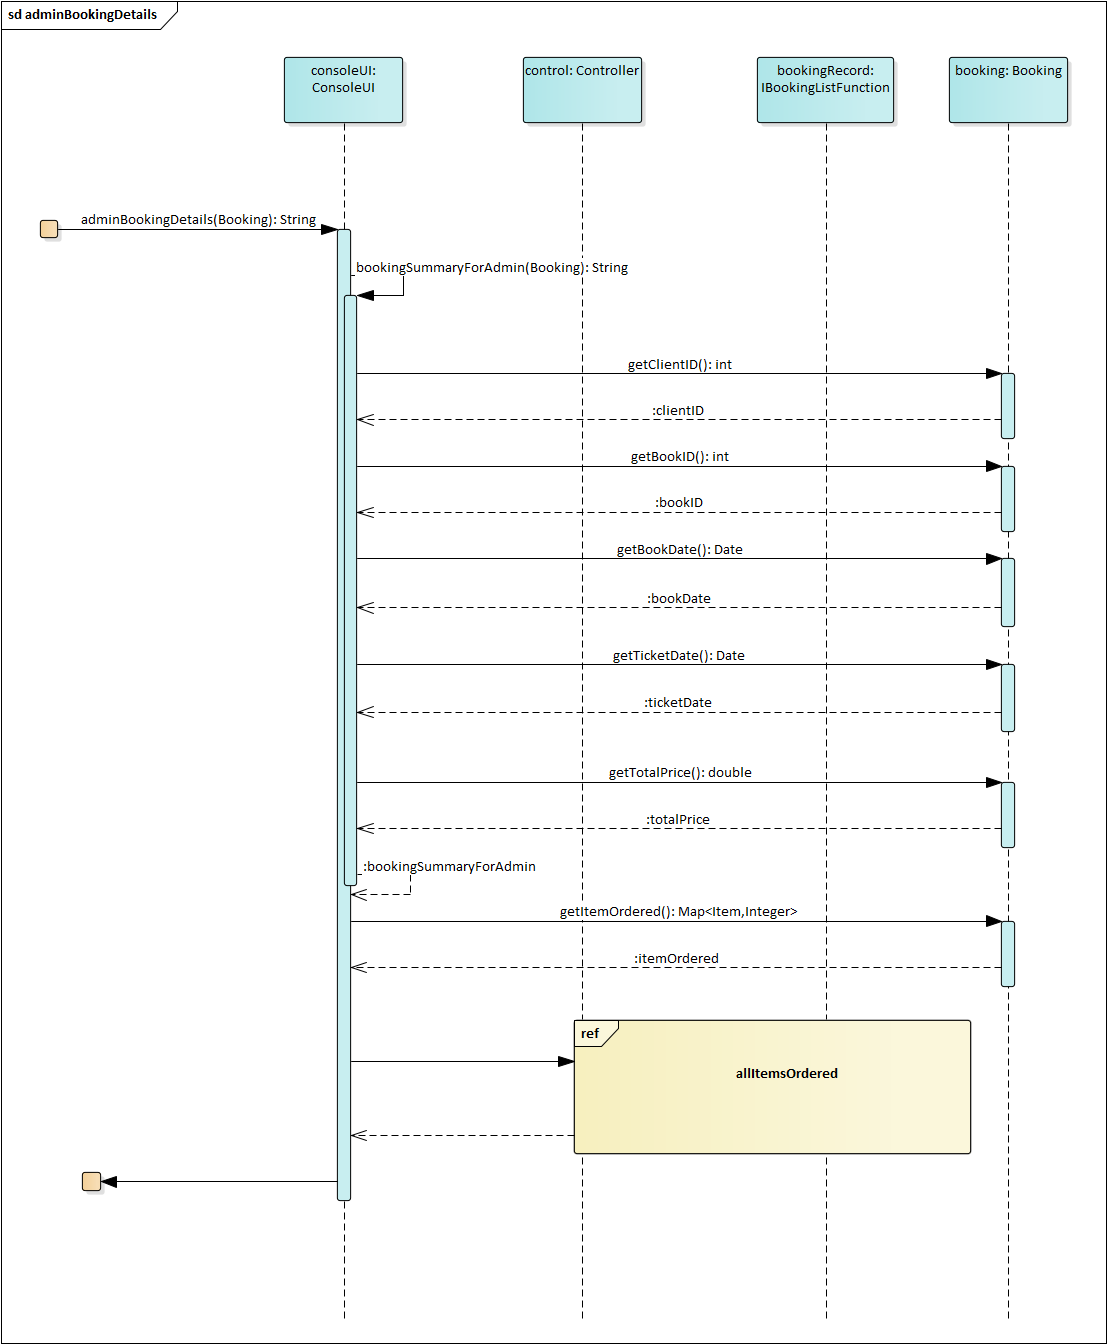 sd adminBookingDetails
consoleUI:
ConsoleUI
control: Controller
bookingRecord:
IBookingListFunction
booking: Booking
adminBookingDetails(Booking): String
bookingSummaryForAdmin(Booking): String
getClientID(): int
:clientID
getBookID(): int
:bookID
getBookDate(): Date
:bookDate
getTicketDate(): Date
:ticketDate
getTotalPrice(): double
:totalPrice
:bookingSummaryForAdmin
getItemOrdered(): Map<Item,Integer>
:itemOrdered
ref
allItemsOrdered